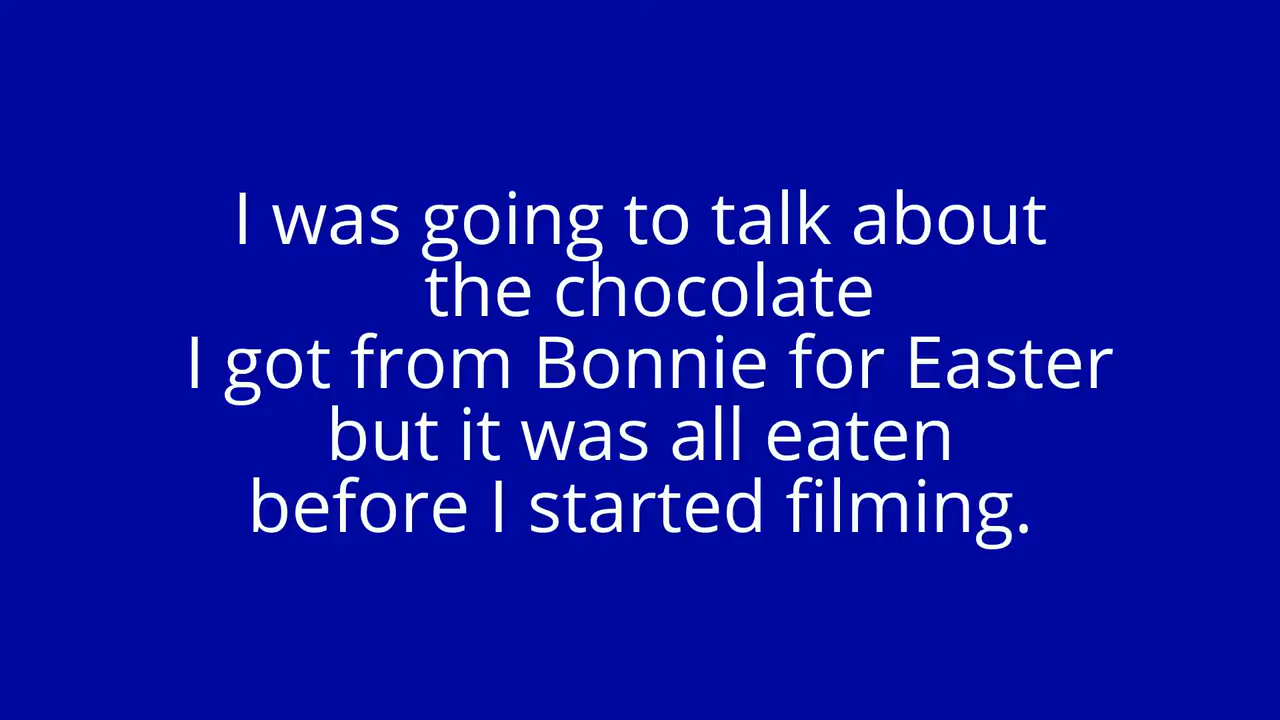 I was going to talk about
the chocolate
I got from Bonnie for Easter
but it was all eaten
before I started filming.